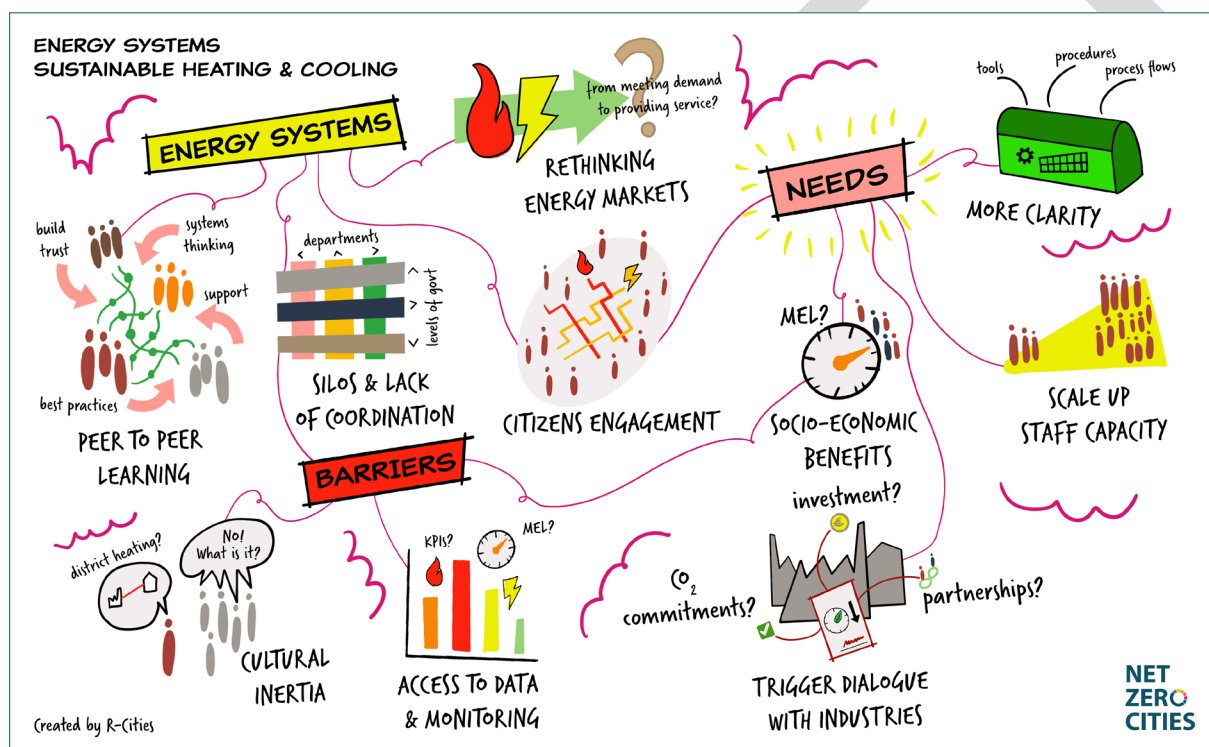 ENERGY SYSTEMS
SUSTAINABLE HEATING & COOLING
ENERGY SYSTEMS
from meeting demand
to providing service?
?
RETHINKING
ENERGY MARKETS
NEEDS
tools
procedures
process flows
MORE CLARITY
build
trust
systems
thinking
support
best practices
PEER TO PEER
LEARNING
departments
levels of govt
SILOS & LACK
OF COORDINATION
CITIZENS ENGAGEMENT
MEL?
SOCIO-ECONOMIC
BENEFITS
SCALE UP
STAFF CAPACITY
BARRIERS
district heating?
No!
What is it?
CULTURAL
INERTIA
KPIs?
MEL?
ACCESS TO DATA
& MONITORING
investment?
€
CO2
commitments?
partnerships?
TRIGGER DIALOGUE
WITH INDUSTRIES
Created by R-Cities
NET
ZERO
CITIES